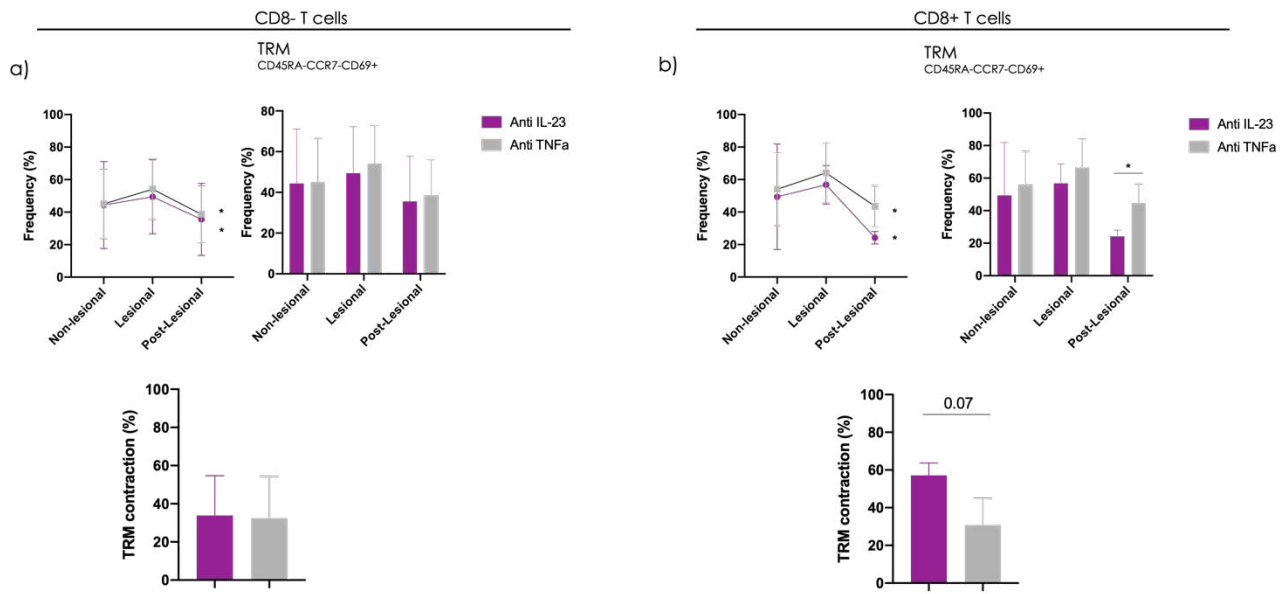 CD8- T cells
TRM
CD45RA-CCR7-CD69+
a)
Frequency (%)
100
80
60
40
20
0
Non-lesional
Lesional
Post-Lesional
*
*
Frequency (%)
80
60
40
20
0
Non-lesional
Lesional
Post-Lesional
Anti IL-23
Anti TNFa
TRM contraction (%)
100
80
60
40
20
0
CD8+ T cells
TRM
CD45RA-CCR7-CD69+
b)
Frequency (%)
100
80
60
40
20
0
Non-lesional
Lesional
Post-Lesional
*
*
Frequency (%)
100
80
60
40
20
0
Non-lesional
Lesional
Post-Lesional
*
Anti IL-23
Anti TNFa
TRM contraction (%)
100
80
60
40
20
0
0.07